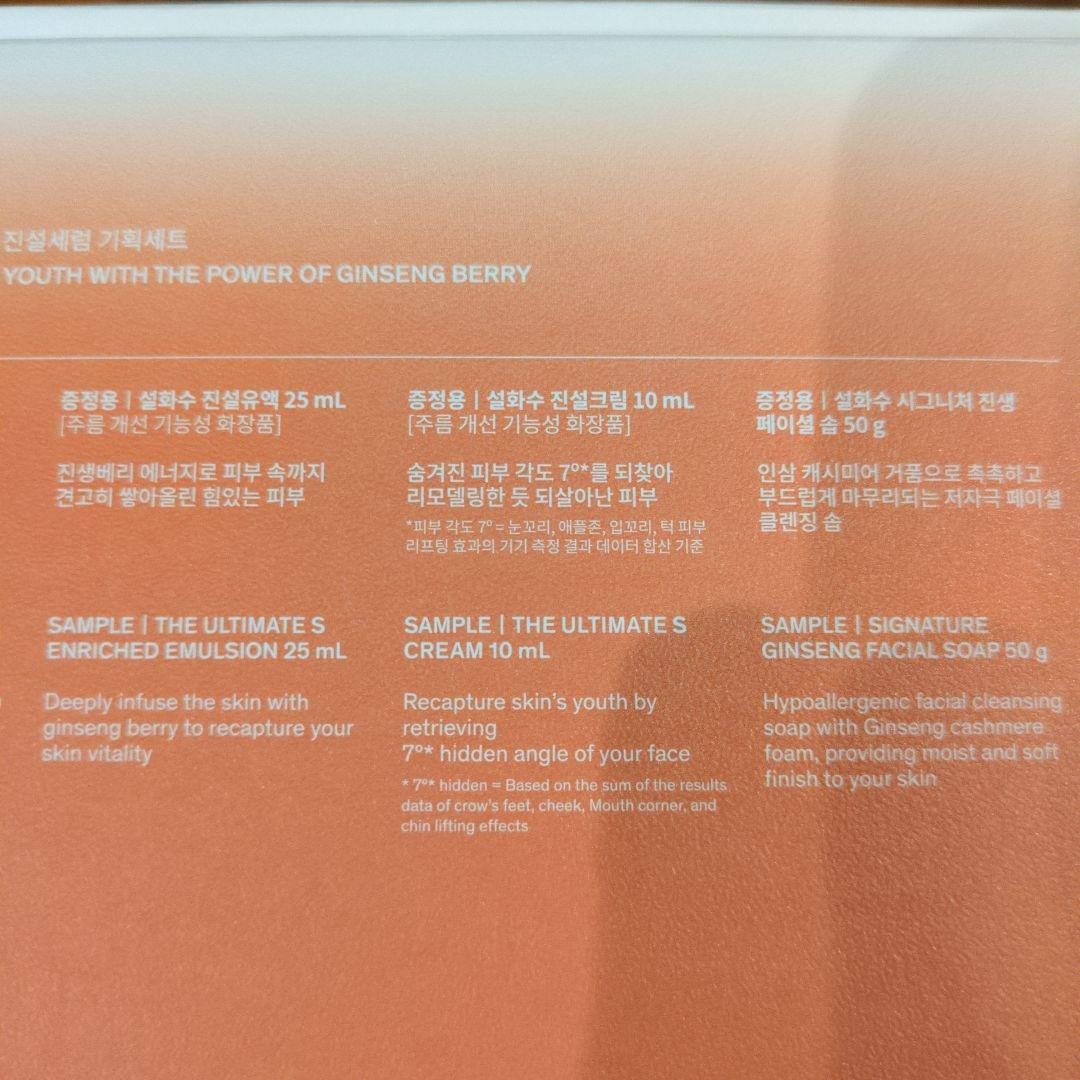 진설세럼 기획세트
YOUTH WITH THE POWER OF GINSENG BERRY
증정용 | 설화수 진설유액 25 mL
[주름 개선 기능성 화장품]
진생베리 에너지로 피부 속까지
견고히 쌓아올린 힘있는 피부
SAMPLE | THE ULTIMATE S
ENRICHED EMULSION 25 mL
Deeply infuse the skin with
ginseng berry to recapture your
skin vitality
증정용 | 설화수 진설크림 10 mL
[주름 개선 기능성 화장품]
숨겨진 피부 각도 7º*를 되찾아
리모델링한 듯 되살아난 피부
*피부 각도 7º = 눈꼬리, 애플존, 입꼬리, 턱 피부
리프팅 효과의 기기 측정 결과 데이터 합산 기준
SAMPLE | THE ULTIMATE S
CREAM 10 mL
Recapture skin's youth by
retrieving
7º* hidden angle of your face
* 7º* hidden = Based on the sum of the results
data of crow's feet, cheek, Mouth corner, and
chin lifting effects
증정용 | 설화수 시그니처 진생
페이셜 솝 50 g
인삼 캐시미어 거품으로 촉촉하고
부드럽게 마무리되는 저자극 페이셜
클렌징 솝
SAMPLE | SIGNATURE
GINSENG FACIAL SOAP 50 g
Hypoallergenic facial cleansing
soap with Ginseng cashmere
foam, providing moist and soft
finish to your skin